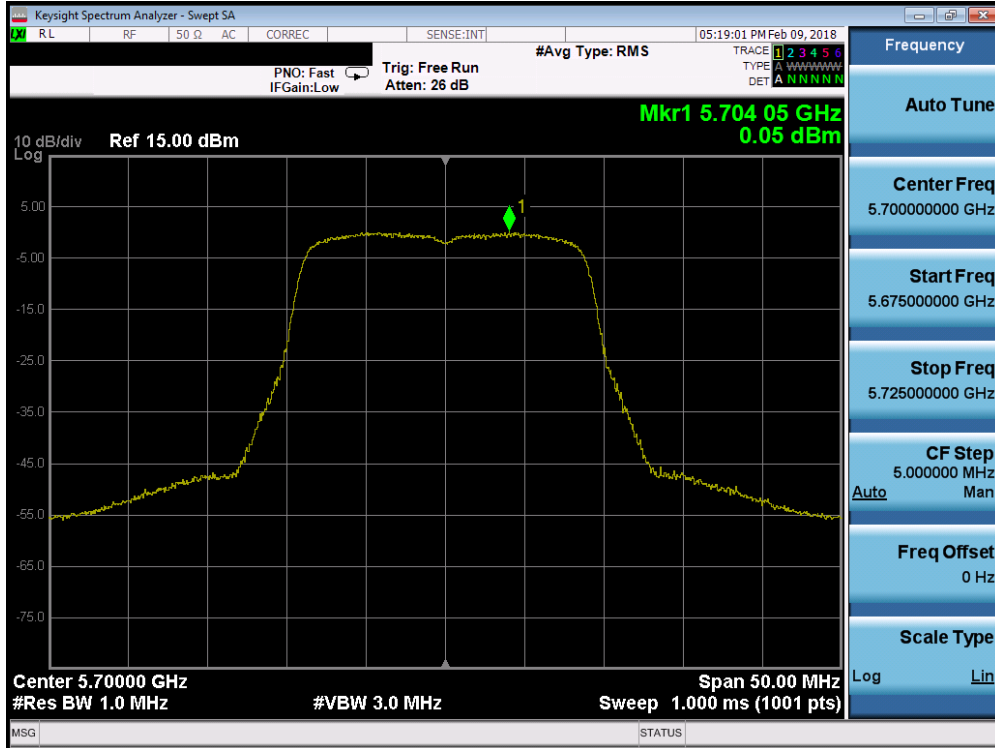 Keysight Spectrum Analyzer - Swept SA
LXI RL RF 50 Ω AC CORREC SENSE:INT 05:19:01 PM Feb 09, 2018
#Avg Type: RMS
TRACE 1 2 3 4 5 6
PNO: Fast Trig: Free Run TYPE A WWWWW
IFGain:Low Atten: 26 dB DET A N N N N N
Mkr1 5.704 05 GHz
0.05 dBm
10 dB/div Ref 15.00 dBm
Log
1
5.00
-5.00
-15.0
-25.0
-35.0
-45.0
-55.0
-65.0
-75.0
Center 5.70000 GHz Span 50.00 MHz
#Res BW 1.0 MHz #VBW 3.0 MHz Sweep 1.000 ms (1001 pts)
MSG STATUS
Frequency
Auto Tune
Center Freq
5.700000000 GHz
Start Freq
5.675000000 GHz
Stop Freq
5.725000000 GHz
CF Step
5.000000 MHz
Auto Man
Freq Offset
0 Hz
Scale Type
Log Lin